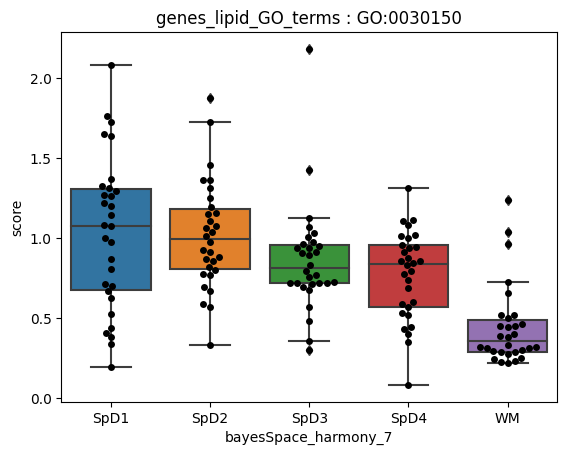 genes_lipid_GO_terms : GO:0030150
2.0
1.5
1.0
0.5
0.0
score
SpD1 SpD2 SpD3 SpD4 WM
bayesSpace_harmony_7